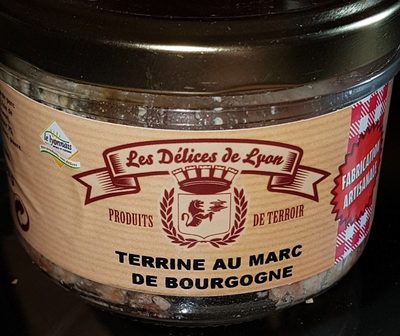 Les Délices de Lyon
PRODUITS DE TERROIR
FABRICATION
ARTISANALE
TERRINE AU MARC
DE BOURGOGNE